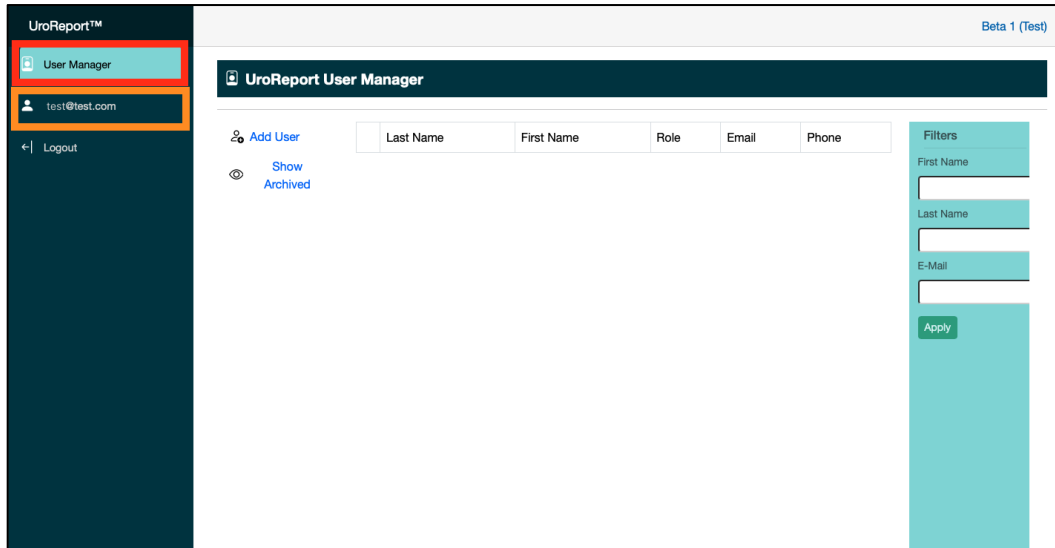 UroReport™
Beta 1 (Test)
User Manager
test@test.com
Logout
UroReport User Manager
Add User
Show
Archived
Last Name First Name Role Email Phone
Filters
First Name
Last Name
E-Mail
Apply